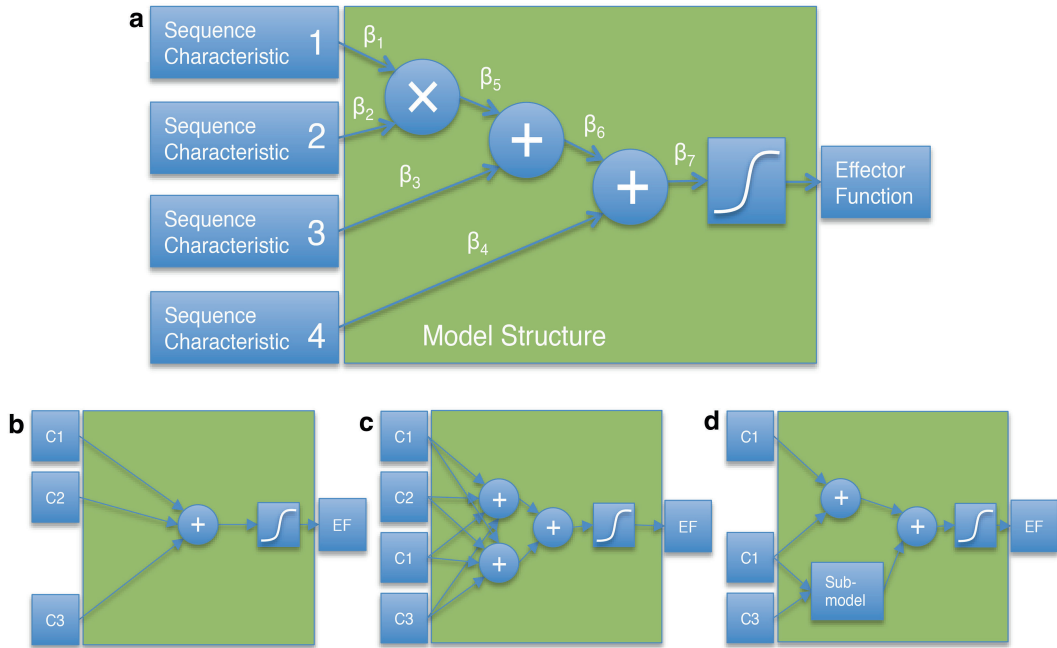 a
Sequence
Characteristic 1
Sequence
Characteristic 2
Sequence
Characteristic 3
Sequence
Characteristic 4
β1
β2
β3
β4
β5
β6
β7
×
+
+
Effector
Function
Model Structure
b
C1
C2
C3
+
EF
c
C1
C2
C1
C3
+
+
+
EF
d
C1
C1
C3
+
Sub-
model
+
EF